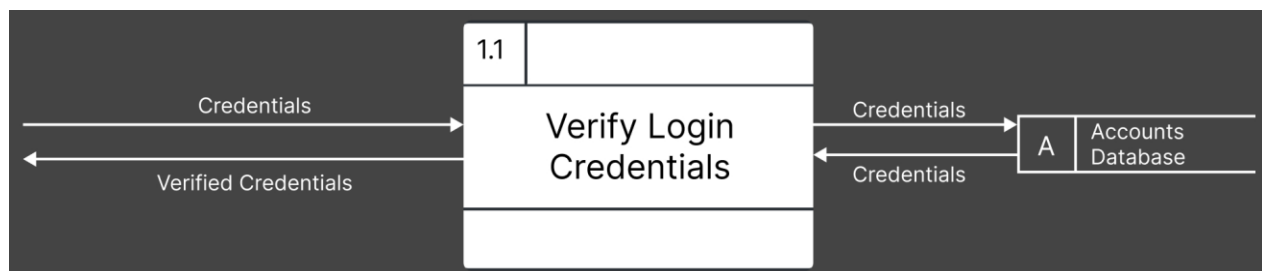 1.1
Credentials
Verified Credentials
Verify Login
Credentials
Credentials
Credentials
A
Accounts
Database